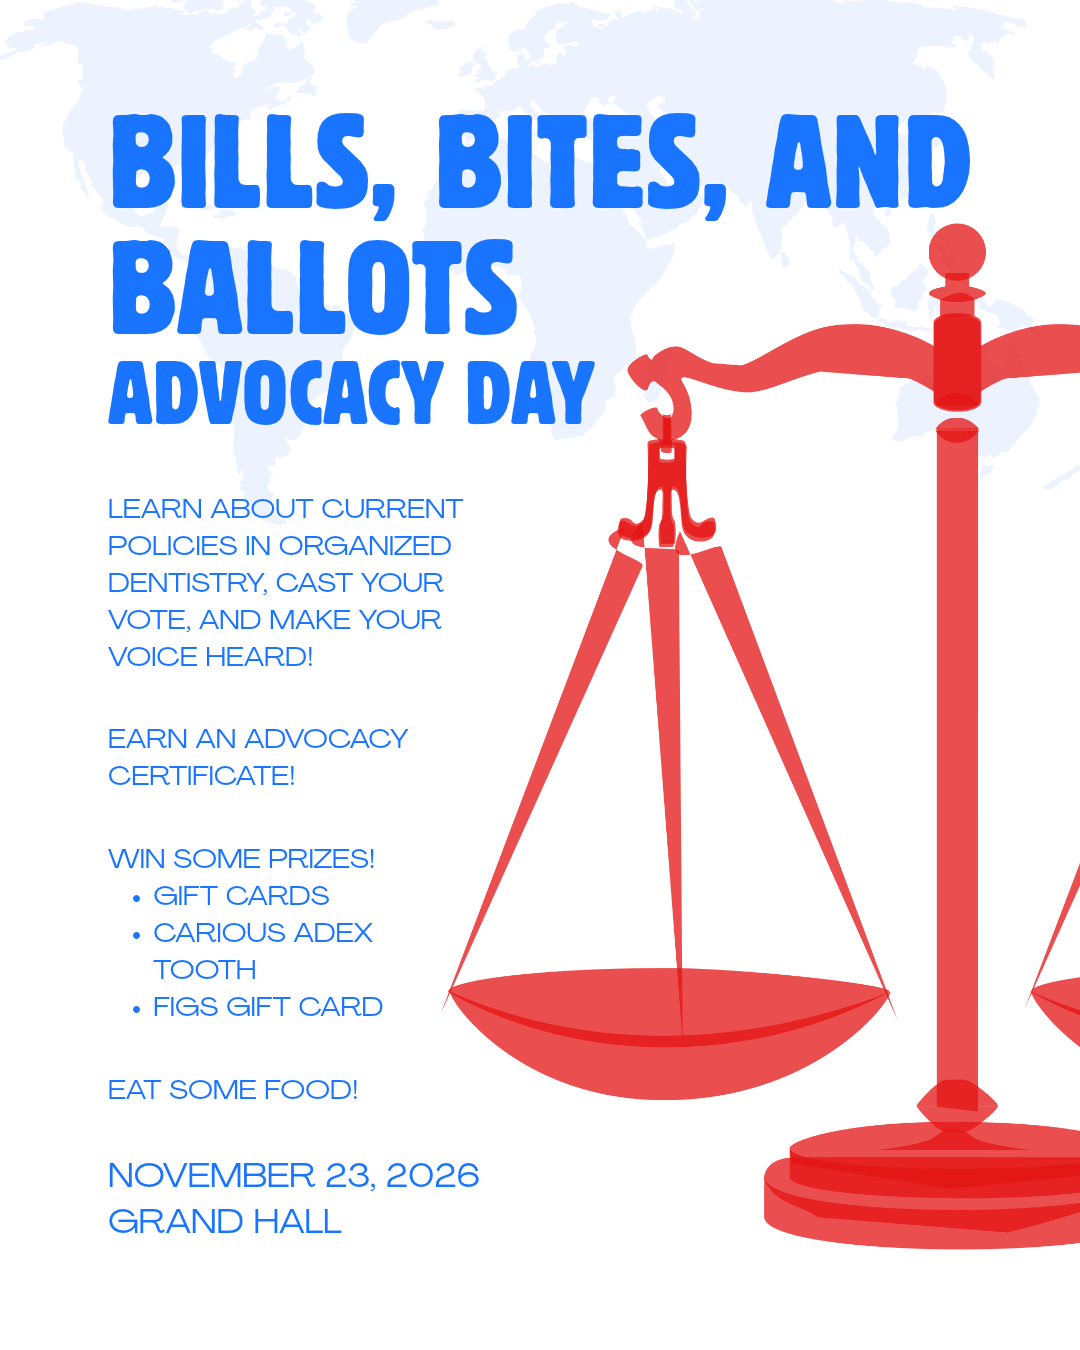 BILLS, BITES, AND
BALLOTS
ADVOCACY DAY
LEARN ABOUT CURRENT
POLICIES IN ORGANIZED
DENTISTRY, CAST YOUR
VOTE, AND MAKE YOUR
VOICE HEARD!
EARN AN ADVOCACY
CERTIFICATE!
WIN SOME PRIZES!
• GIFT CARDS
• CARIOUS ADEX
TOOTH
• FIGS GIFT CARD
EAT SOME FOOD!
NOVEMBER 23, 2026
GRAND HALL